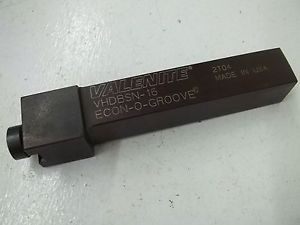 VALENITE
VHDBSN-16
ECON-O-GROOVE®
2T04
MADE IN USA